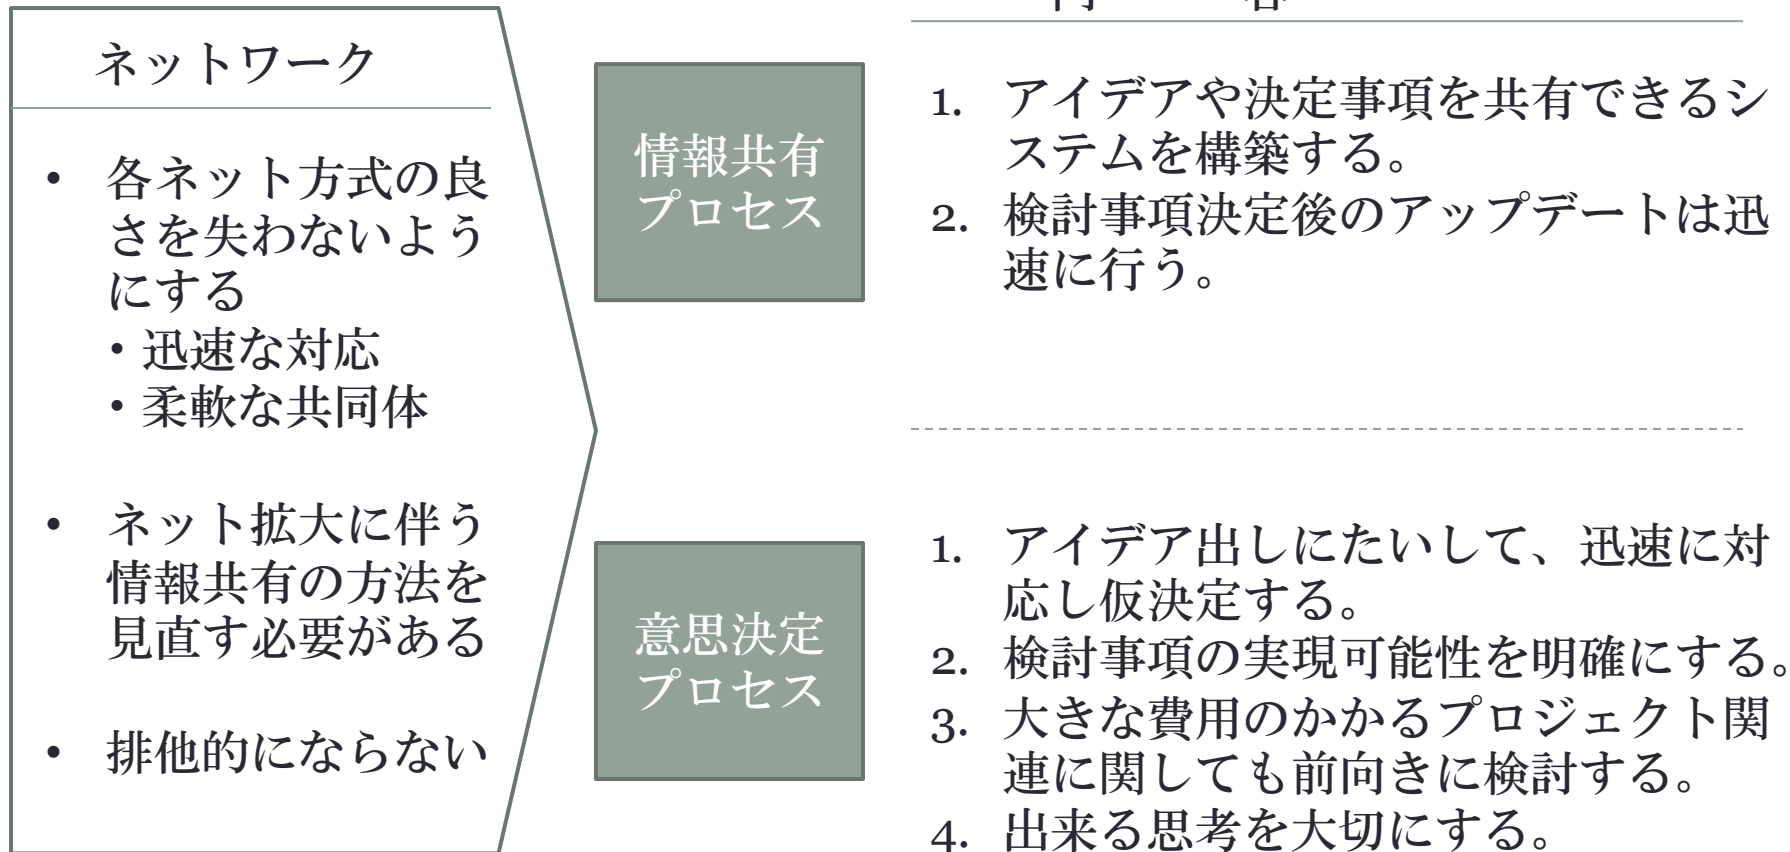 ネットワーク
• 各ネット方式の良
さを失わないよう
にする
・迅速な対応
・柔軟な共同体
• ネット拡大に伴う
情報共有の方法を
見直す必要がある
• 排他的にならない
情報共有
プロセス
1. アイデアや決定事項を共有できるシ
ステムを構築する。
2. 検討事項決定後のアップデートは迅
速に行う。
意思決定
プロセス
1. アイデア出しにたいして、迅速に対
応し仮決定する。
2. 検討事項の実現可能性を明確にする。
3. 大きな費用のかかるプロジェクト関
連に関しても前向きに検討する。
4. 出来る思考を大切にする。